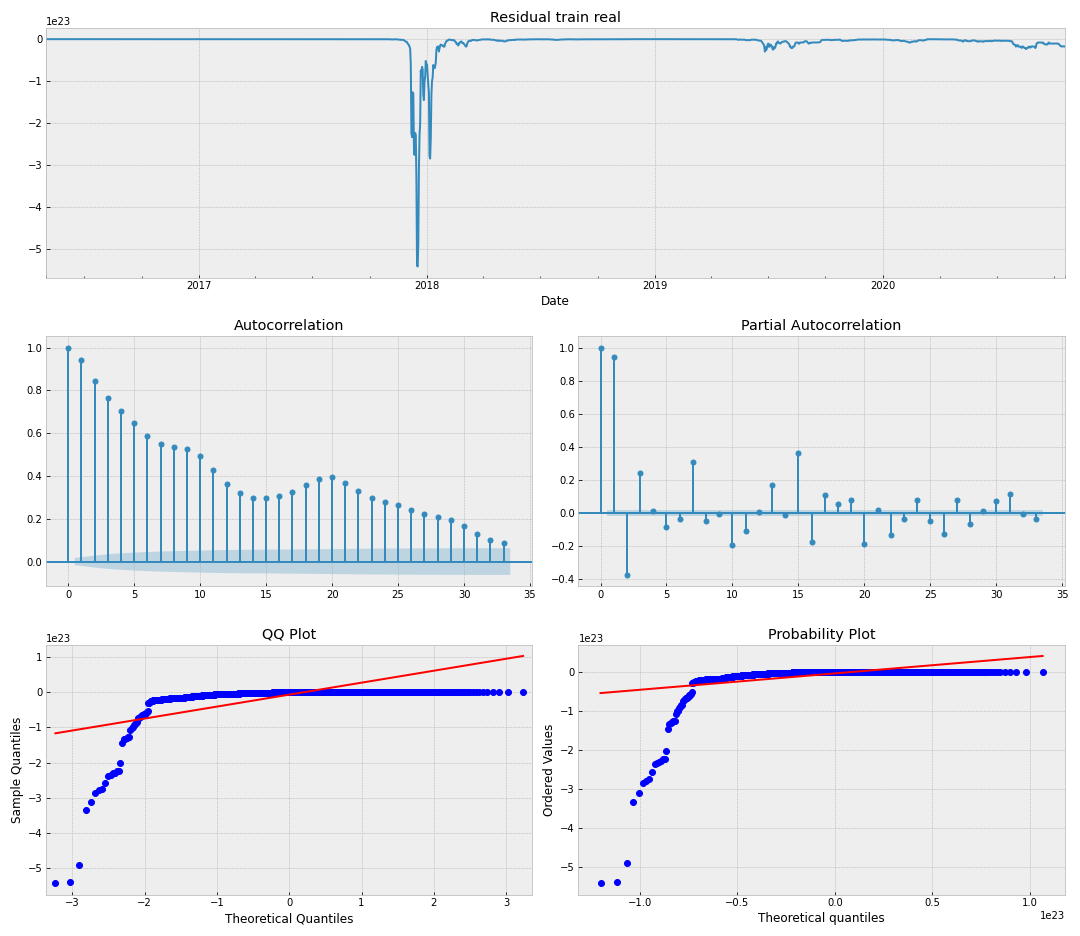 Residual train real
1e23
0
−1
−2
−3
−4
−5
2017 2018 2019 2020
Date
Autocorrelation
1.0
0.8
0.6
0.4
0.2
0.0
0 5 10 15 20 25 30 35
Partial Autocorrelation
1.0
0.8
0.6
0.4
0.2
0.0
−0.2
−0.4
0 5 10 15 20 25 30 35
QQ Plot
1e23
1
0
−1
−2
−3
−4
−5
Sample Quantiles
−3 −2 −1 0 1 2 3
Theoretical Quantiles
Probability Plot
1e23
0
−1
−2
−3
−4
−5
Ordered Values
−1.0 −0.5 0.0 0.5 1.0
1e23
Theoretical quantiles